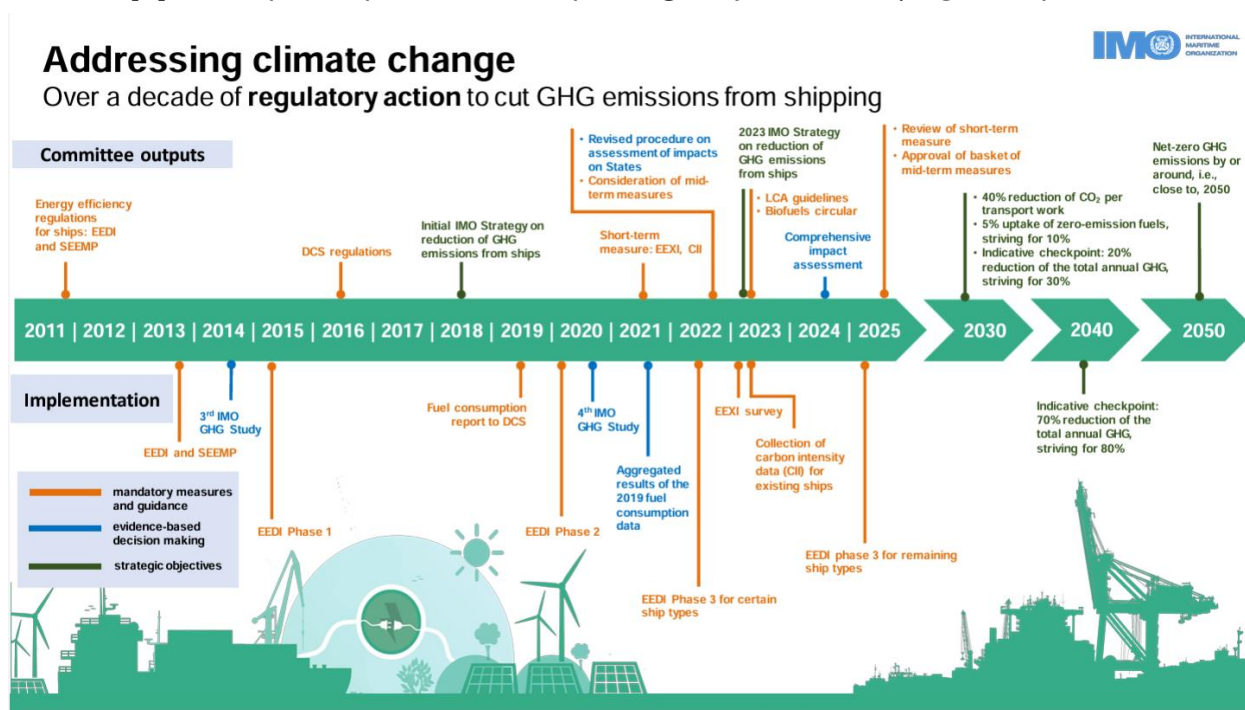 Addressing climate change
Over a decade of regulatory action to cut GHG emissions from shipping
IMO
INTERNATIONAL
MARITIME
ORGANIZATION
Committee outputs
Energy efficiency
regulations
for ships: EEDI
and SEEMP
DCS regulations
Initial IMO Strategy on
reduction of GHG
emissions from ships
• Revised procedure on
assessment of impacts
on States
• Consideration of mid-
term measures
Short-term
measure: EEXI, CII
2023 IMO Strategy
on reduction of
GHG emissions
from ships
• LCA guidelines
• Biofuels circular
Comprehensive
impact
assessment
• Review of short-term
measure
• Approval of basket of
mid-term measures
• 40% reduction of CO₂ per
transport work
• 5% uptake of zero-emission fuels,
striving for 10%
• Indicative checkpoint: 20%
reduction of the total annual GHG,
striving for 30%
Net-zero GHG
emissions by or
around, i.e.,
close to, 2050
2011 | 2012 | 2013 | 2014 | 2015 | 2016 | 2017 | 2018 | 2019 | 2020 | 2021 | 2022 | 2023 | 2024 | 2025
2030
2040
2050
Implementation
EEDI and SEEMP
3rd IMO
GHG Study
EEDI Phase 1
Fuel consumption
report to DCS
EEDI Phase 2
4th IMO
GHG Study
Aggregated
results of the
2019 fuel
consumption
data
EEDI Phase 3 for certain
ship types
EEXI survey
Collection of
carbon intensity
data (CII) for
existing ships
EEDI phase 3 for remaining
ship types
Indicative checkpoint:
70% reduction of the
total annual GHG,
striving for 80%
mandatory measures
and guidance
evidence-based
decision making
strategic objectives